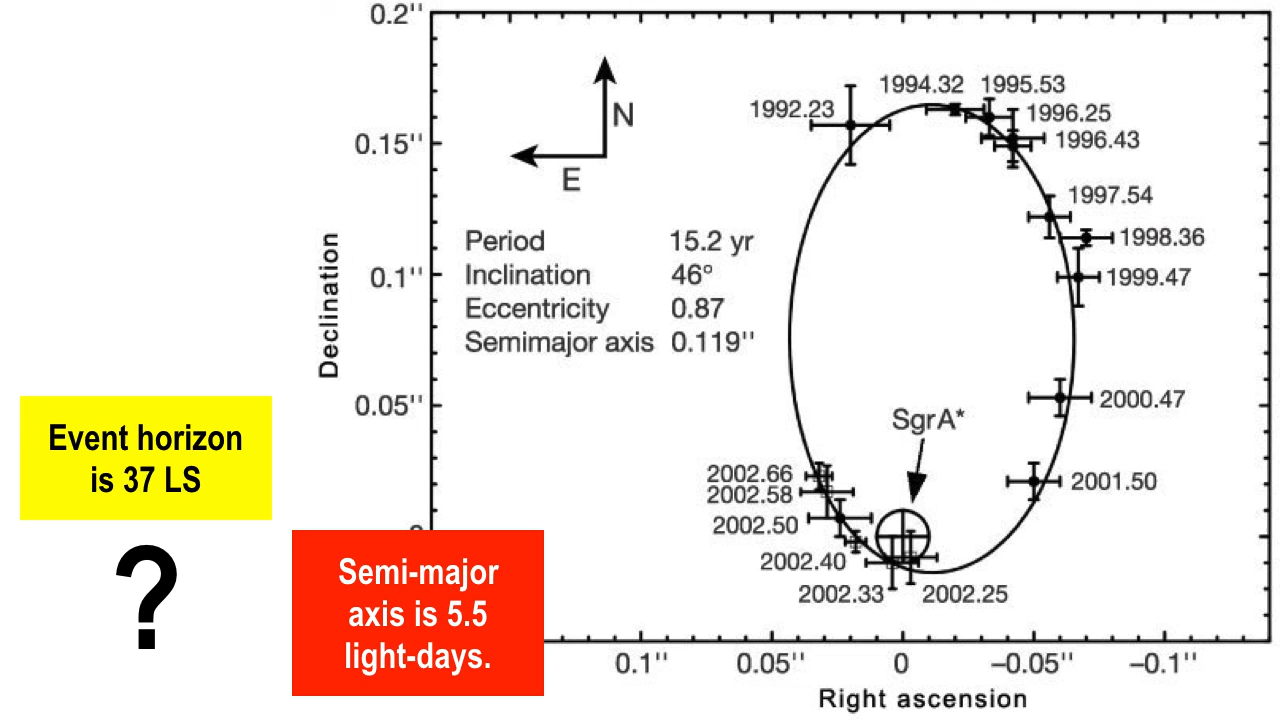 0.2''
0.15''
0.1''
0.05''
Declination
N
E
1992.23
1994.32
1995.53
1996.25
1996.43
1997.54
1998.36
1999.47
2000.47
2001.50
Period 15.2 yr
Inclination 46°
Eccentricity 0.87
Semimajor axis 0.119''
SgrA*
2002.66
2002.58
2002.50
2002.40
2002.33
2002.25
0.1''
0.05''
0
−0.05''
−0.1''
Right ascension
Event horizon
is 37 LS
?
Semi-major
axis is 5.5
light-days.